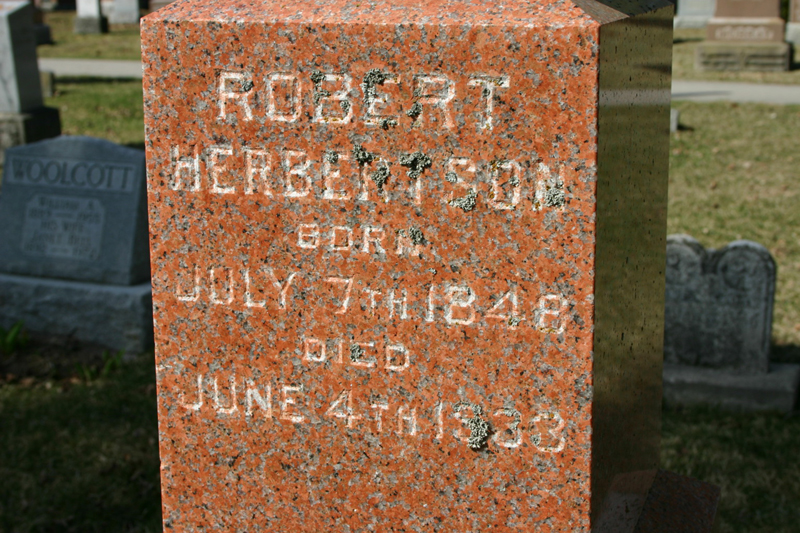 ROBERT
HERBERTSON
BORN
JULY 7TH 1848
DIED
JUNE 4TH 1933
WOOLCOTT